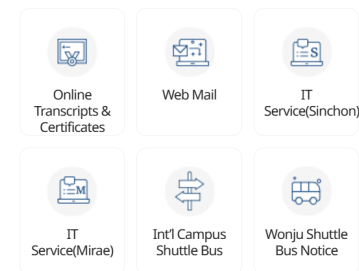 Online
Transcripts &
Certificates
Web Mail
S
IT
Service(Sinchon)
M
IT
Service(Mirae)
Int'l Campus
Shuttle Bus
Wonju Shuttle
Bus Notice